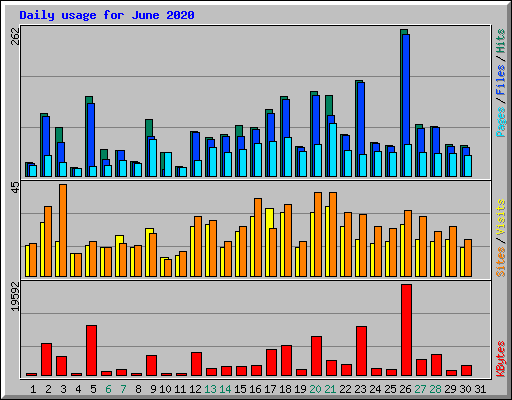 Daily usage for June 2020
262
Pages / Files / Hits
45
Sites / Visits
19592
KBytes
1 2 3 4 5 6 7 8 9 10 11 12 13 14 15 16 17 18 19 20 21 22 23 24 25 26 27 28 29 30 31